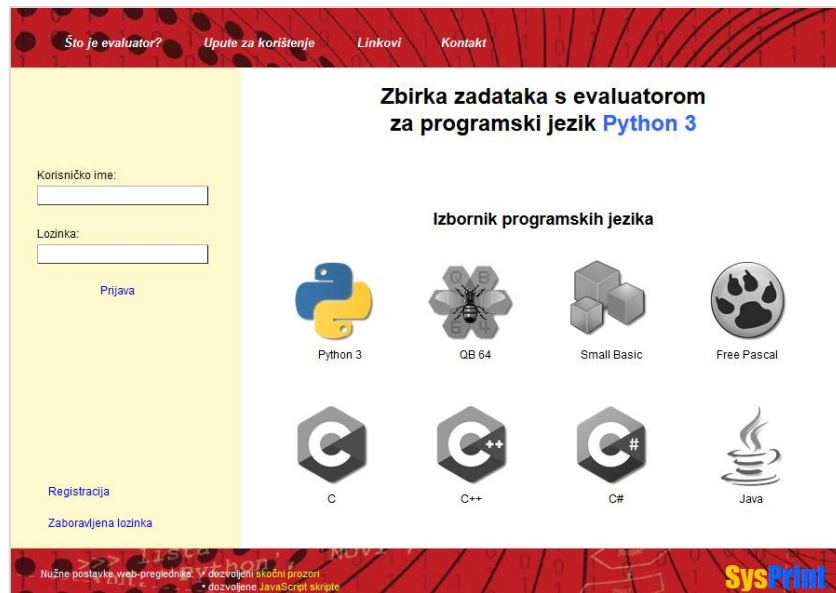 Što je evaluator? Upute za korištenje Linkovi Kontakt
Zbirka zadataka s evaluatorom
za programski jezik Python 3
Korisničko ime:
Lozinka:
Prijava
Izbornik programskih jezika
Python 3 QB 64 Small Basic Free Pascal
C C++ C# Java
Registracija
Zaboravljena lozinka
Nužne postavke web-preglednika: • dozvoljeni skočni prozori
• dozvoljene JavaScript skripte
SysPrint